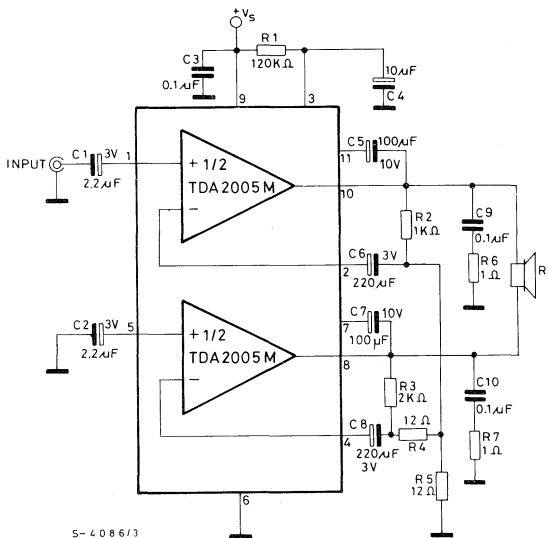 +Vs
C3
0.1µF
R1
120KΩ
10µF
C4
9
3
INPUT
C1
3V
2.2µF
1
+ 1/2
TDA2005M
−
C5
100µF
10V
11
10
R2
1KΩ
C9
0.1µF
R6
1Ω
R
C6
3V
220µF
2
C2
3V
2.2µF
5
+ 1/2
TDA2005M
−
C7
10V
100µF
7
8
R3
2KΩ
C10
0.1µF
R7
1Ω
C8
220µF
3V
4
12Ω
R4
R5
12Ω
6
S-4086/3